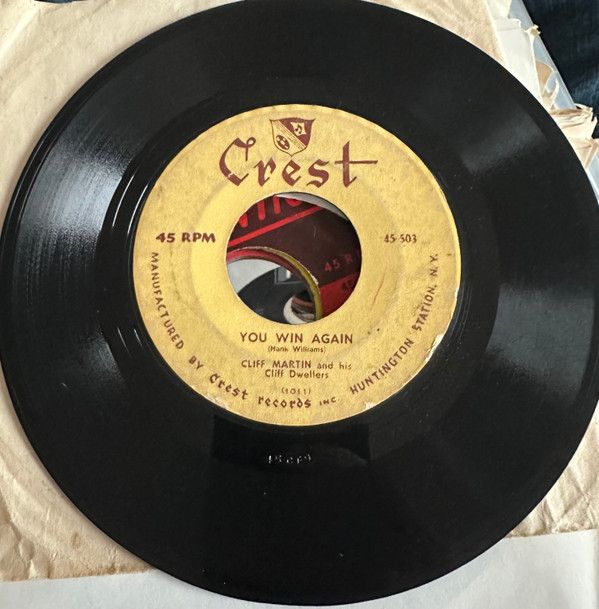 Crest
45 RPM
45-503
YOU WIN AGAIN
(Hank Williams)
CLIFF MARTIN and his
Cliff Dwellers
(1011)
MANUFACTURED BY Crest records INC. HUNTINGTON STATION, N.Y.
45 R